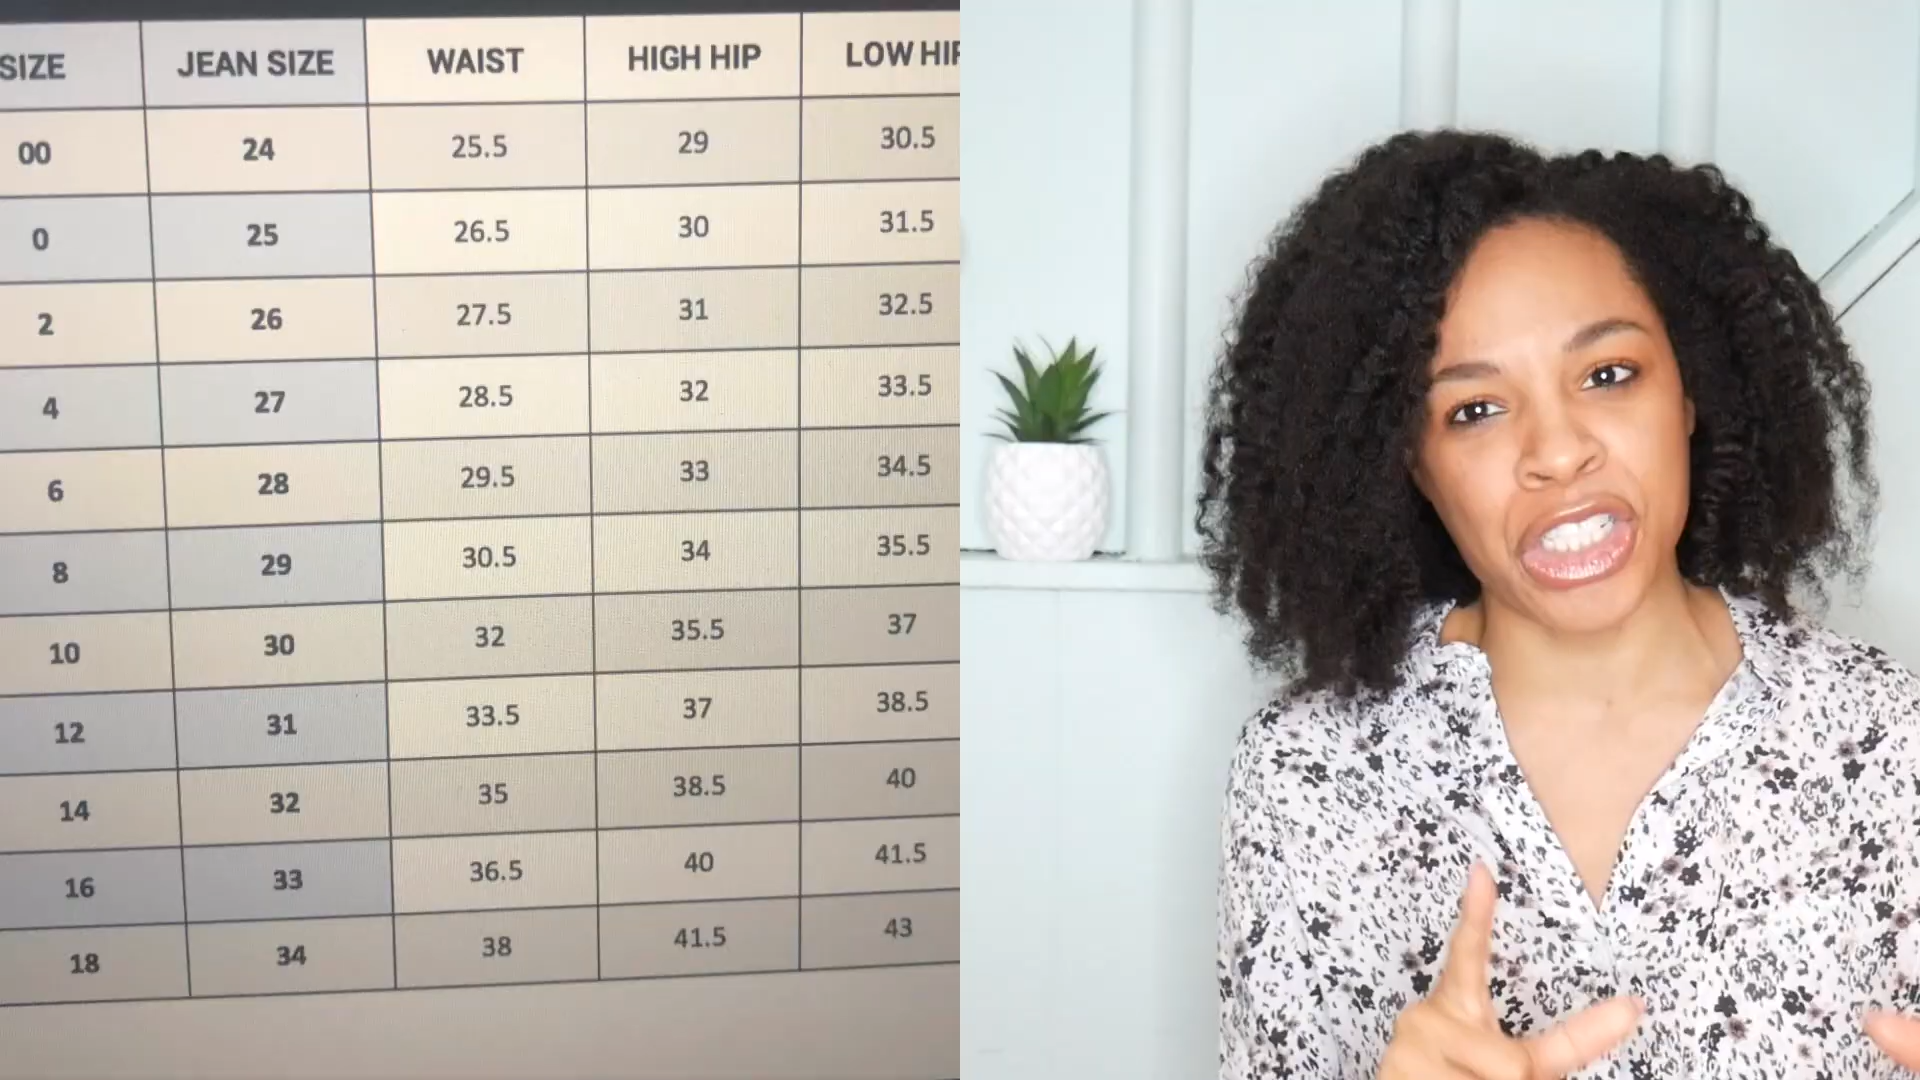 SIZE JEAN SIZE WAIST HIGH HIP LOW HIP
00 24 25.5 29 30.5
0 25 26.5 30 31.5
2 26 27.5 31 32.5
4 27 28.5 32 33.5
6 28 29.5 33 34.5
8 29 30.5 34 35.5
10 30 32 35.5 37
12 31 33.5 37 38.5
14 32 35 38.5 40
16 33 36.5 40 41.5
18 34 38 41.5 43